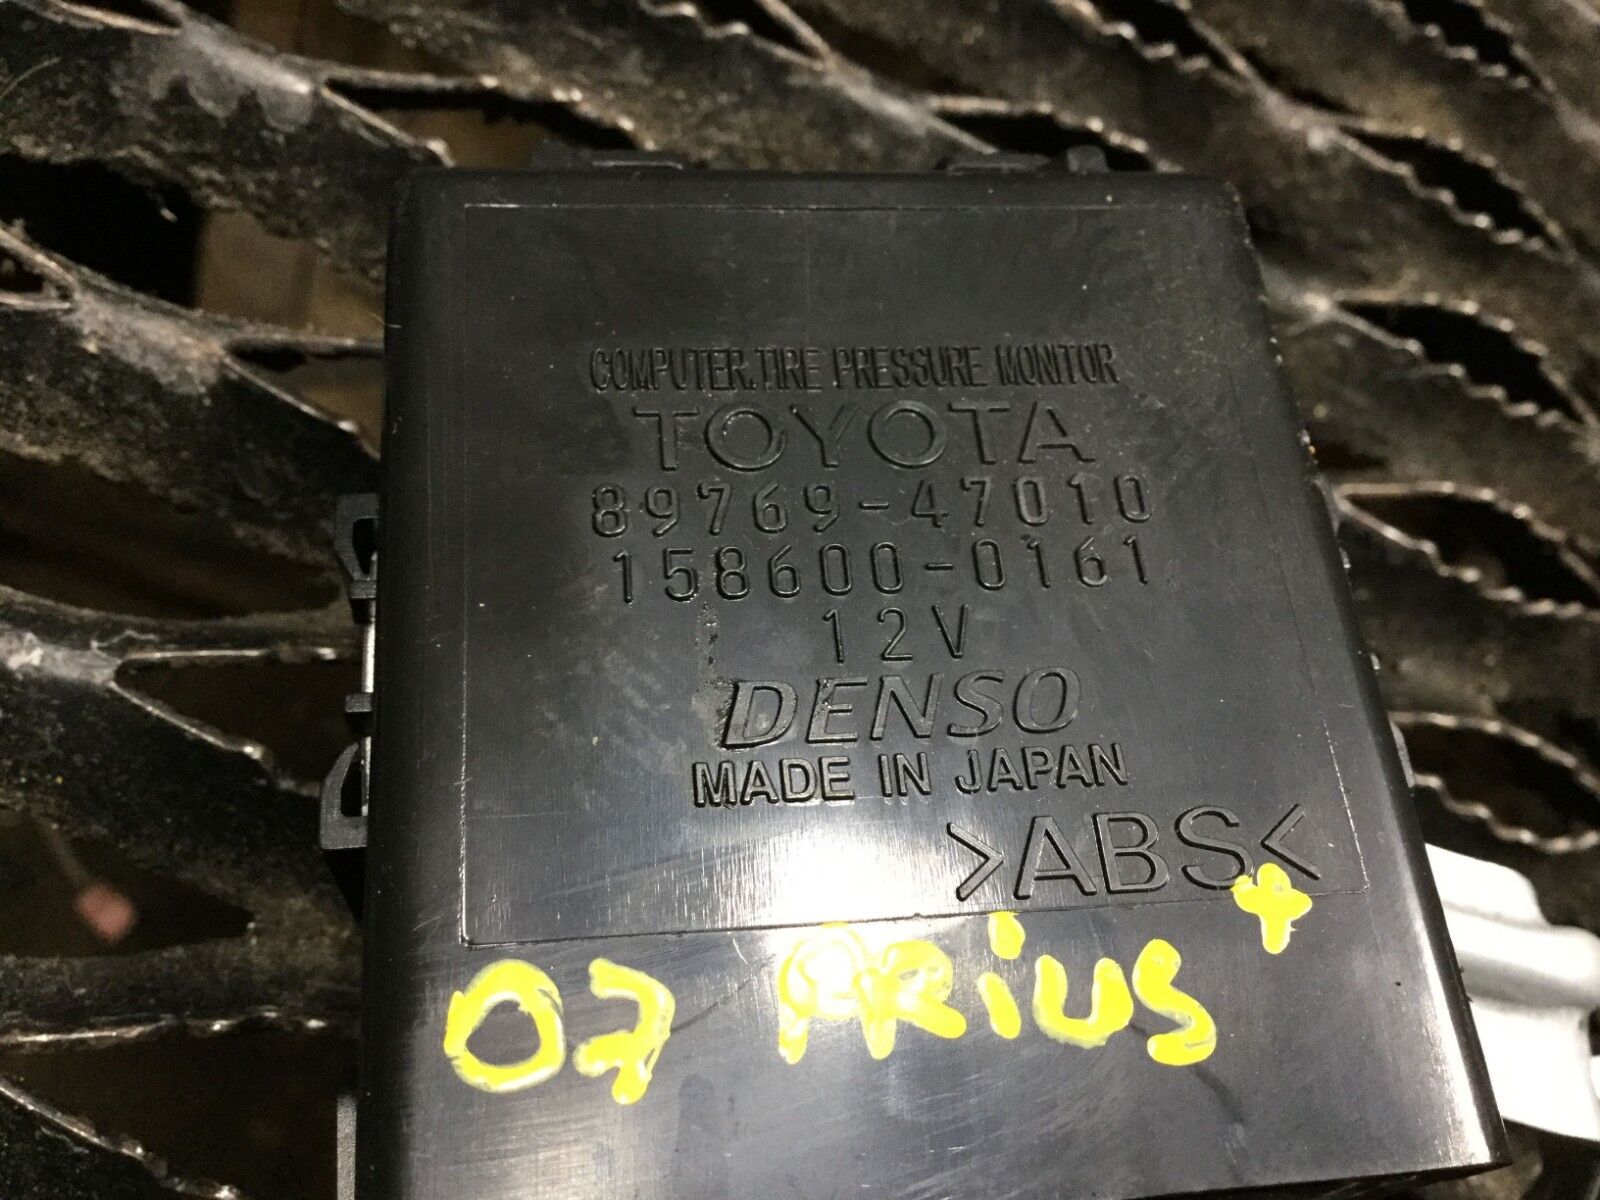 COMPUTER.TIRE PRESSURE MONITOR
TOYOTA
89769-47010
158600-0161
12V
DENSO
MADE IN JAPAN
>ABS<
07 PRiUS +